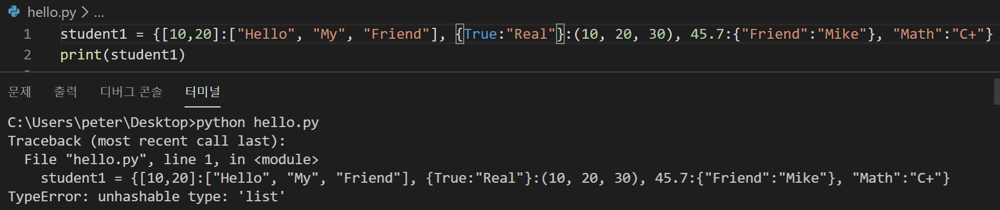 hello.py > ...
1 student1 = {[10,20]:["Hello", "My", "Friend"], {True:"Real"}:(10, 20, 30), 45.7:{"Friend":"Mike"}, "Math":"C+"}
2 print(student1)
문제 출력 디버그 콘솔 터미널
C:\Users\peter\Desktop>python hello.py
Traceback (most recent call last):
  File "hello.py", line 1, in <module>
    student1 = {[10,20]:["Hello", "My", "Friend"], {True:"Real"}:(10, 20, 30), 45.7:{"Friend":"Mike"}, "Math":"C+"}
TypeError: unhashable type: 'list'